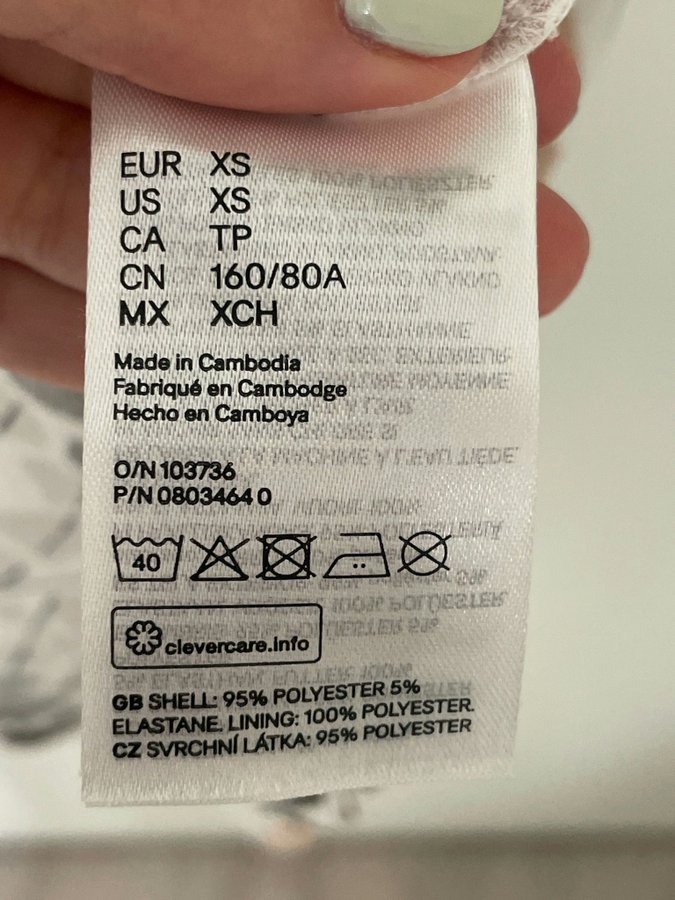 EUR XS
US XS
CA TP
CN 160/80A
MX XCH
Made in Cambodia
Fabriqué en Cambodge
Hecho en Camboya
O/N 103736
P/N 0803464 0
40
clevercare.info
GB SHELL: 95% POLYESTER 5%
ELASTANE. LINING: 100% POLYESTER.
CZ SVRCHNÍ LÁTKA: 95% POLYESTER